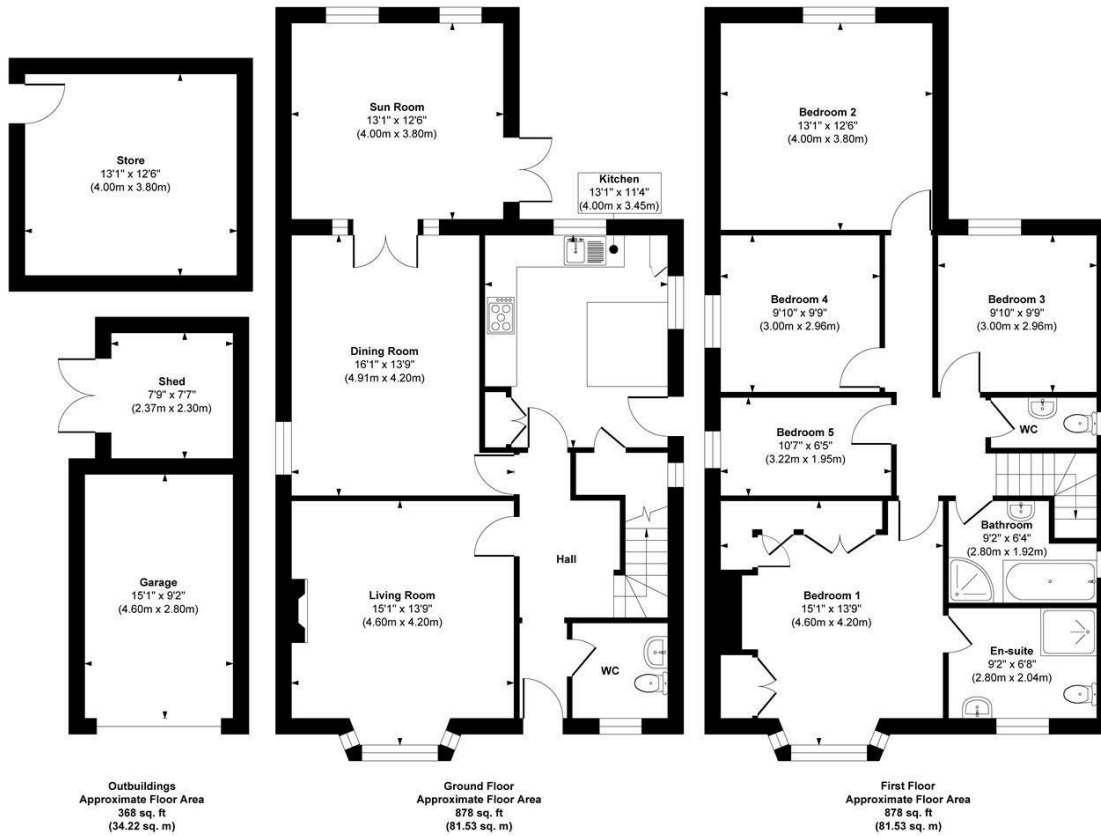 Store
13'1" x 12'6"
(4.00m x 3.80m)
Shed
7'9" x 7'7"
(2.37m x 2.30m)
Garage
15'1" x 9'2"
(4.60m x 2.80m)
Outbuildings
Approximate Floor Area
368 sq. ft
(34.22 sq. m)
Sun Room
13'1" x 12'6"
(4.00m x 3.80m)
Kitchen
13'1" x 11'4"
(4.00m x 3.45m)
Dining Room
16'1" x 13'9"
(4.91m x 4.20m)
Hall
Living Room
15'1" x 13'9"
(4.60m x 4.20m)
WC
Ground Floor
Approximate Floor Area
878 sq. ft
(81.53 sq. m)
Bedroom 2
13'1" x 12'6"
(4.00m x 3.80m)
Bedroom 4
9'10" x 9'9"
(3.00m x 2.96m)
Bedroom 3
9'10" x 9'9"
(3.00m x 2.96m)
Bedroom 5
10'7" x 6'5"
(3.22m x 1.95m)
WC
Bathroom
9'2" x 6'4"
(2.80m x 1.92m)
Bedroom 1
15'1" x 13'9"
(4.60m x 4.20m)
En-suite
9'2" x 6'8"
(2.80m x 2.04m)
First Floor
Approximate Floor Area
878 sq. ft
(81.53 sq. m)